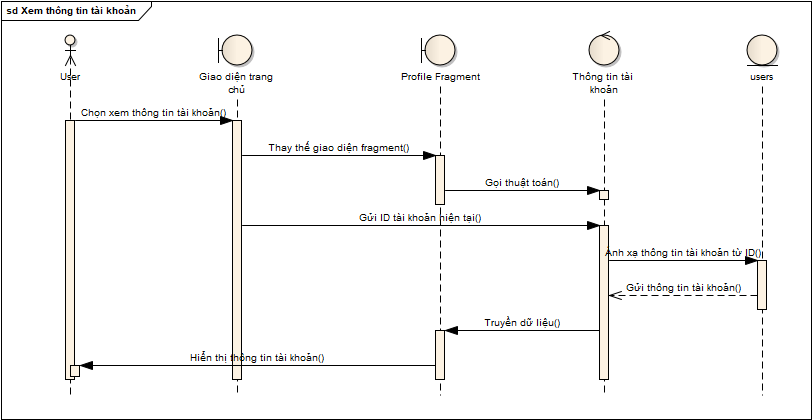 sd Xem thông tin tài khoản
User
Giao diện trang
chủ
Profile Fragment
Thông tin tài
khoản
users
Chọn xem thông tin tài khoản()
Thay thế giao diện fragment()
Gọi thuật toán()
Gửi ID tài khoản hiện tại()
Ánh xạ thông tin tài khoản từ ID()
Gửi thông tin tài khoản()
Truyền dữ liệu()
Hiển thị thông tin tài khoản()